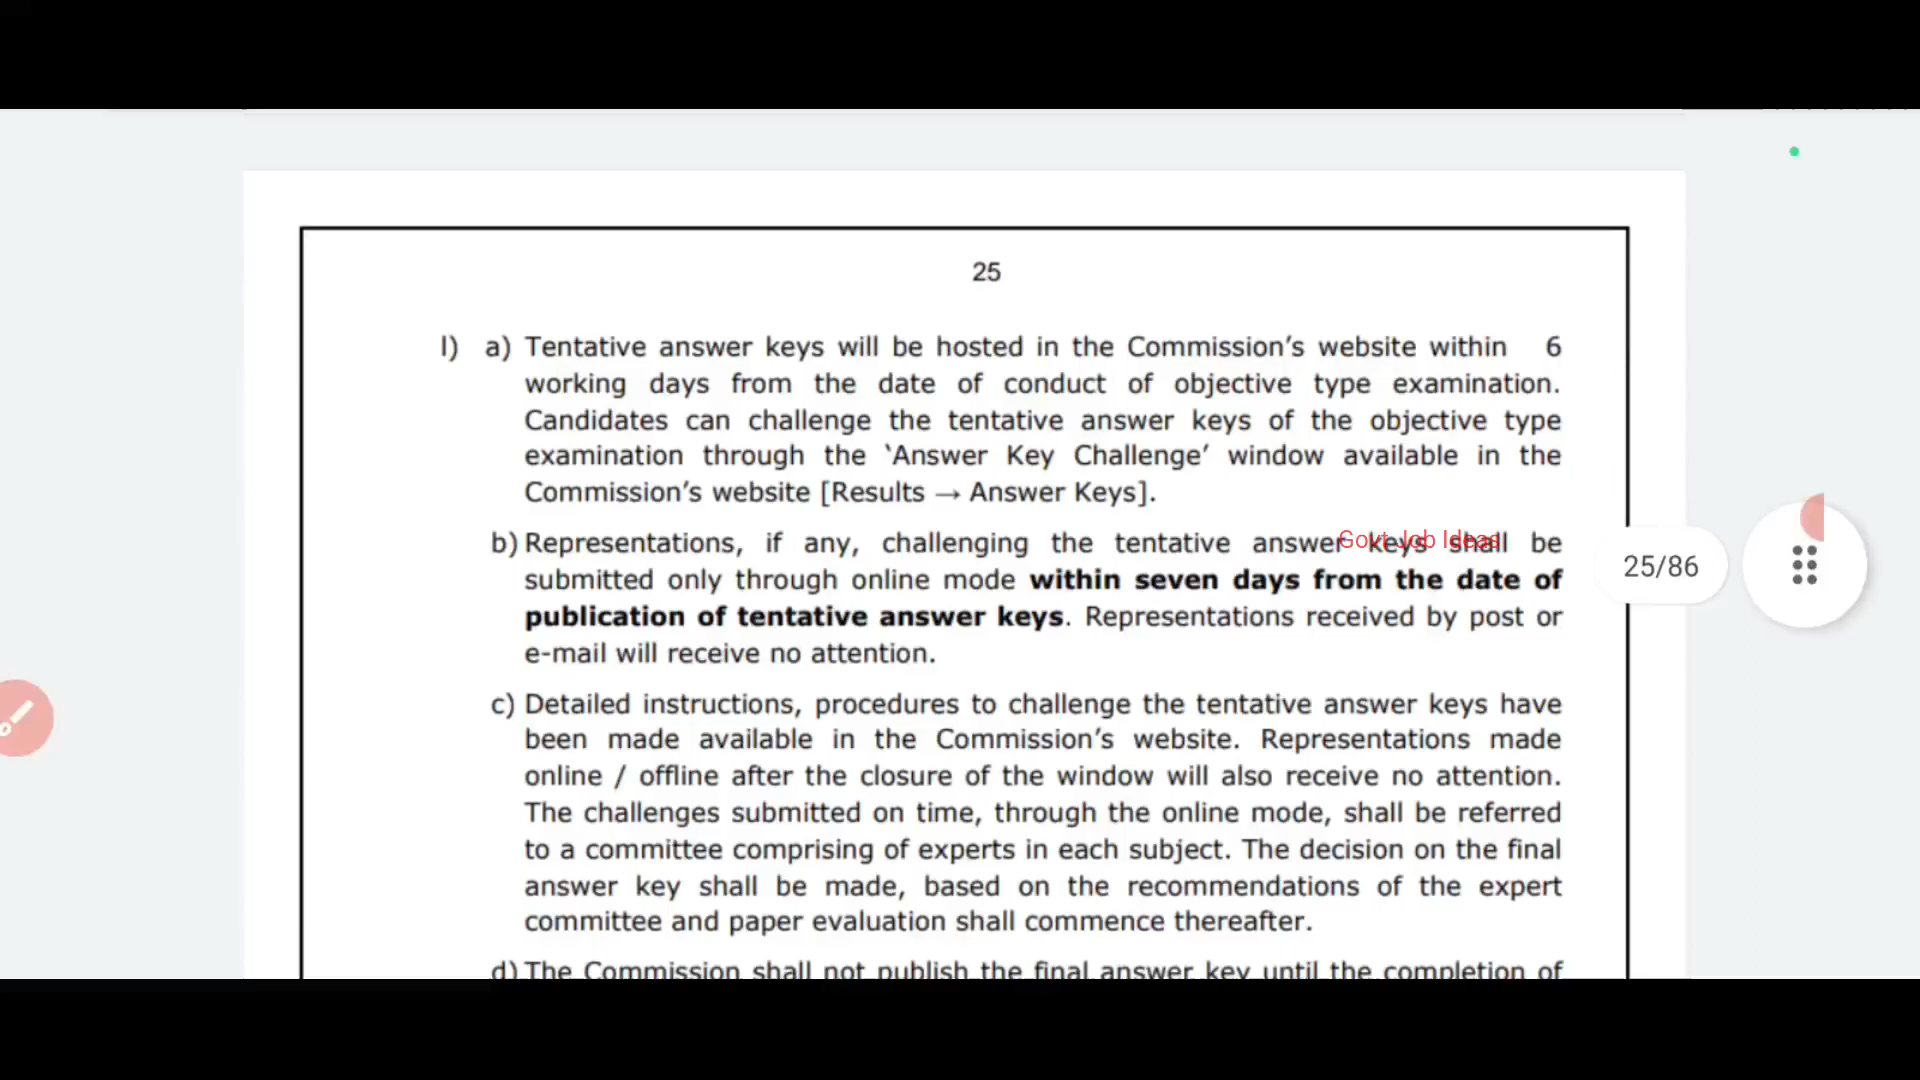 25
l) a) Tentative answer keys will be hosted in the Commission's website within 6
working days from the date of conduct of objective type examination.
Candidates can challenge the tentative answer keys of the objective type
examination through the ‵Answer Key Challenge′ window available in the
Commission's website [Results → Answer Keys].
b) Representations, if any, challenging the tentative answer keys shall be
Govt Job Ideas
submitted only through online mode within seven days from the date of
25/86
publication of tentative answer keys. Representations received by post or
e-mail will receive no attention.
c) Detailed instructions, procedures to challenge the tentative answer keys have
been made available in the Commission's website. Representations made
online / offline after the closure of the window will also receive no attention.
The challenges submitted on time, through the online mode, shall be referred
to a committee comprising of experts in each subject. The decision on the final
answer key shall be made, based on the recommendations of the expert
committee and paper evaluation shall commence thereafter.
d) The Commission shall not publish the final answer key until the completion of